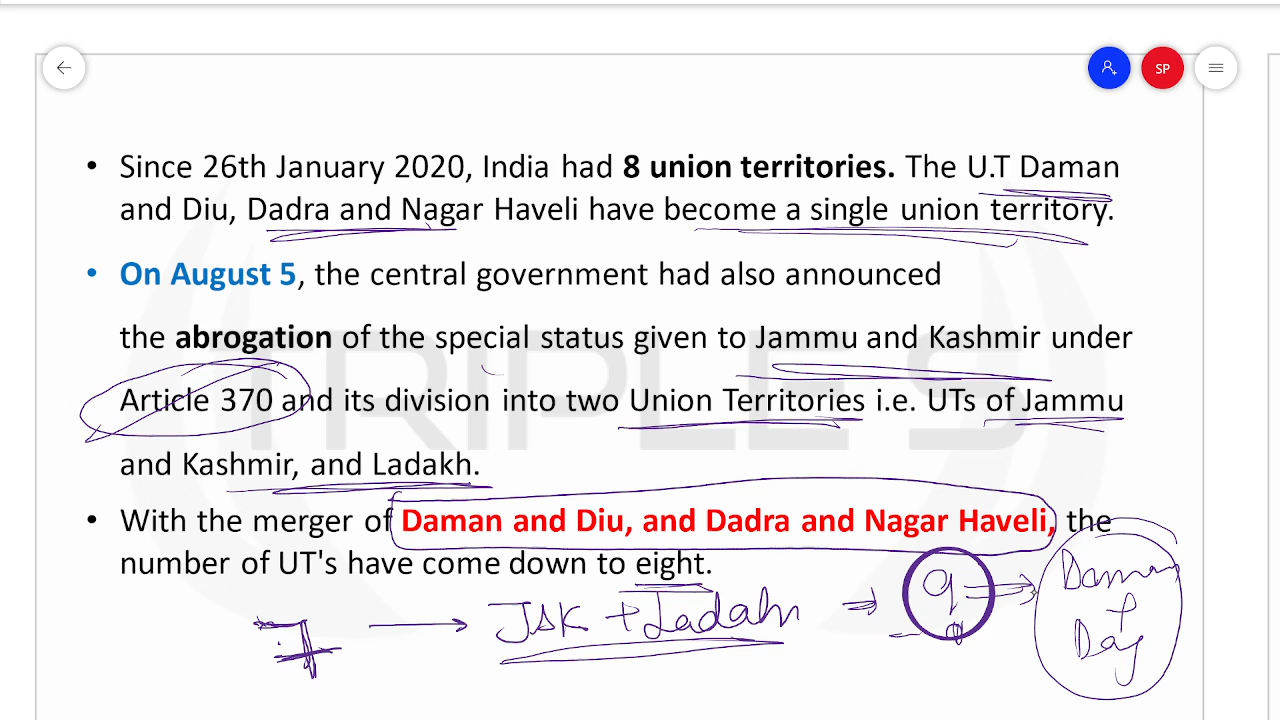 SP
• Since 26th January 2020, India had 8 union territories. The U.T Daman
and Diu, Dadra and Nagar Haveli have become a single union territory.
• On August 5, the central government had also announced
the abrogation of the special status given to Jammu and Kashmir under
Article 370 and its division into two Union Territories i.e. UTs of Jammu
and Kashmir, and Ladakh.
• With the merger of Daman and Diu, and Dadra and Nagar Haveli, the
number of UT's have come down to eight.
7 → J&K + Ladakh ⇒ 9 ⇒ Daman
+
TRIPLE S